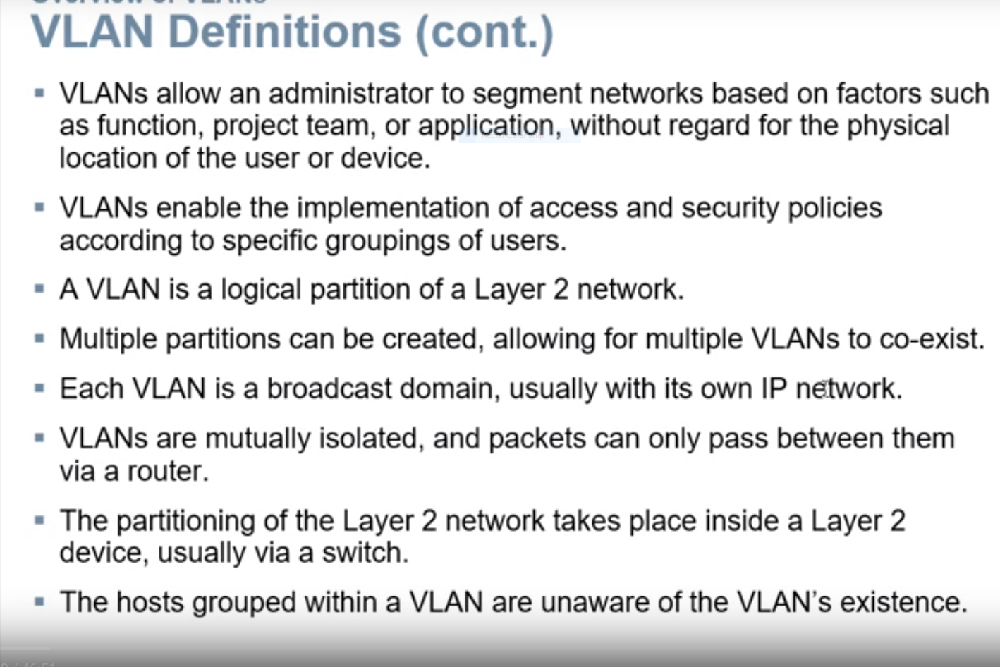 Overview of VLANs
VLAN Definitions (cont.)
▪ VLANs allow an administrator to segment networks based on factors such
as function, project team, or application, without regard for the physical
location of the user or device.
▪ VLANs enable the implementation of access and security policies
according to specific groupings of users.
▪ A VLAN is a logical partition of a Layer 2 network.
▪ Multiple partitions can be created, allowing for multiple VLANs to co-exist.
▪ Each VLAN is a broadcast domain, usually with its own IP network.
▪ VLANs are mutually isolated, and packets can only pass between them
via a router.
▪ The partitioning of the Layer 2 network takes place inside a Layer 2
device, usually via a switch.
▪ The hosts grouped within a VLAN are unaware of the VLAN’s existence.